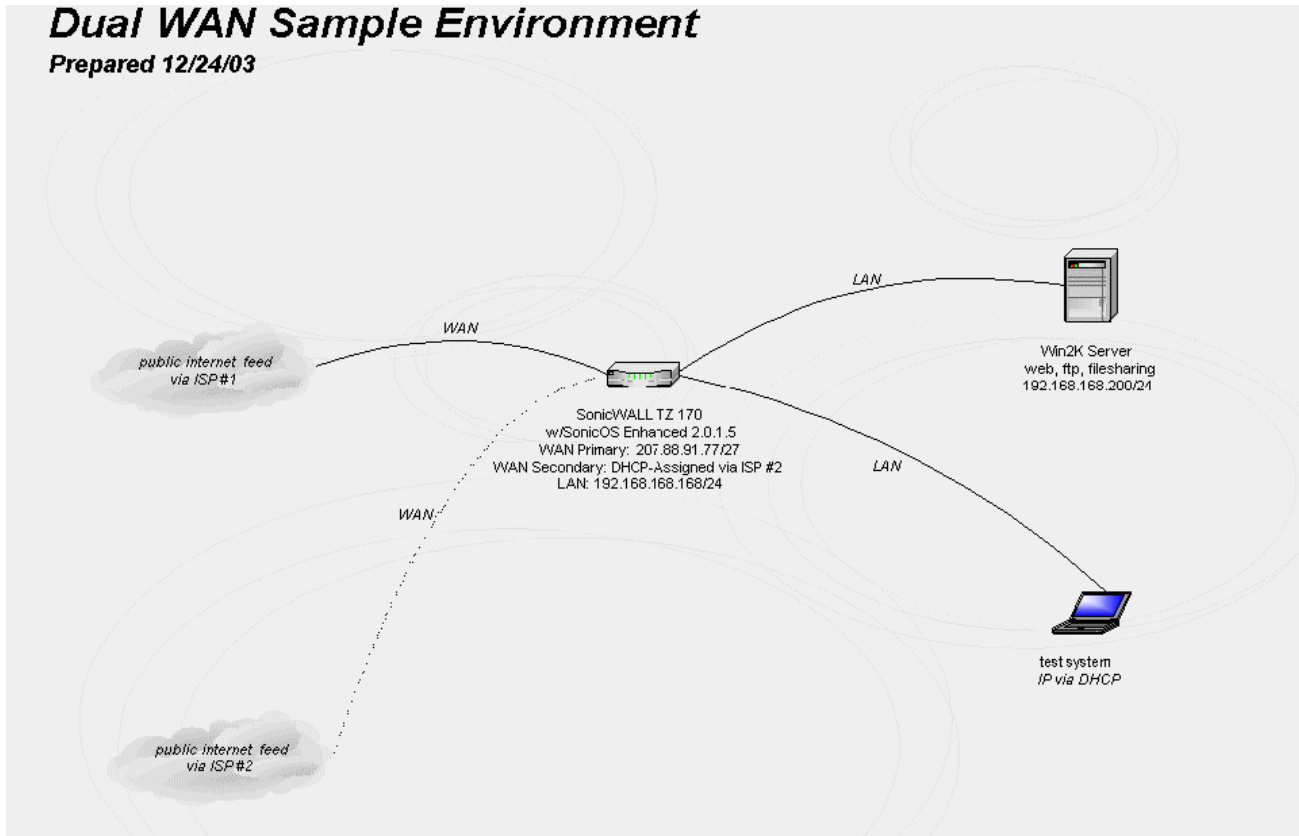 Dual WAN Sample Environment
Prepared 12/24/03
LAN
WAN
public internet feed
via ISP#1
Win2K Server
web, ftp, filesharing
192.168.168.200/24
SonicWALL TZ 170
w/SonicOS Enhanced 2.0.1.5
WAN Primary: 207.88.91.77/27
WAN Secondary: DHCP-Assigned via ISP #2
LAN: 192.168.168.168/24
LAN
WAN
test system
IP via DHCP
public internet feed
via ISP#2